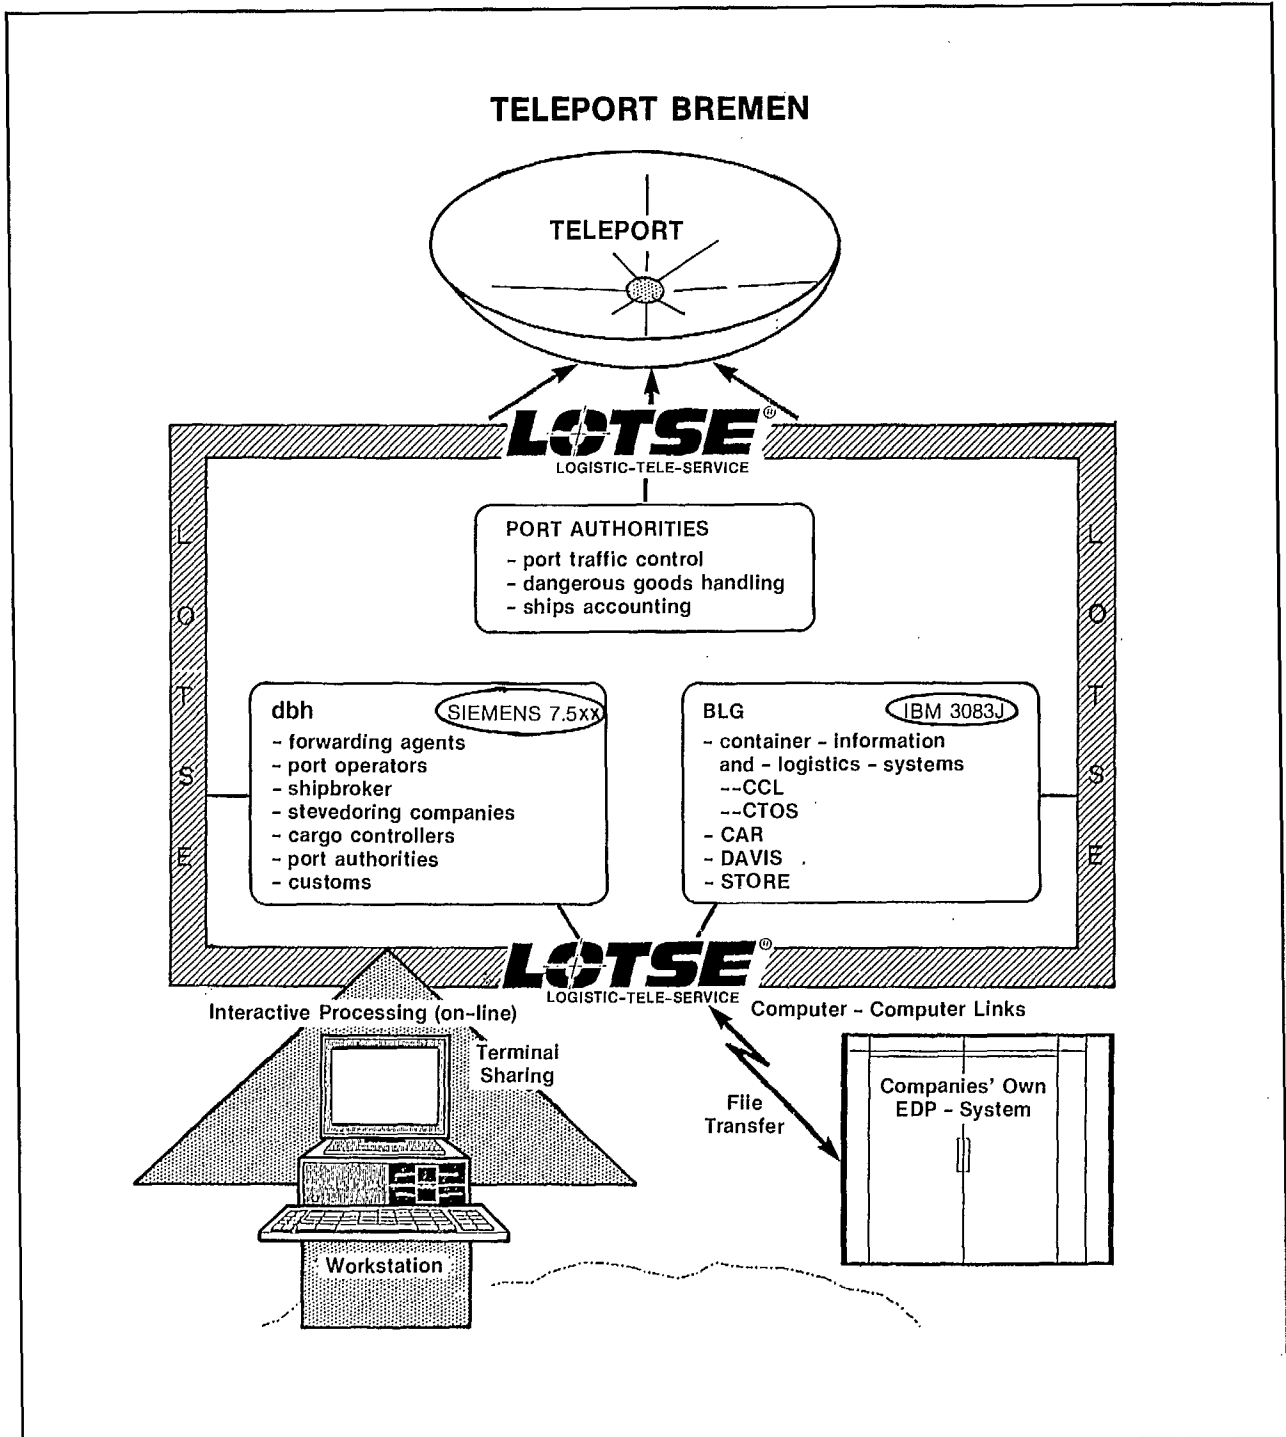 TELEPORT BREMEN
TELEPORT
LOTSE®
LOGISTIC-TELE-SERVICE
PORT AUTHORITIES
- port traffic control
- dangerous goods handling
- ships accounting
L O T S E
L O T S E
dbh
SIEMENS 7.5xx
- forwarding agents
- port operators
- shipbroker
- stevedoring companies
- cargo controllers
- port authorities
- customs
BLG
IBM 3083J
- container - information
and - logistics - systems
--CCL
--CTOS
- CAR
- DAVIS
- STORE
LOTSE®
LOGISTIC-TELE-SERVICE
Interactive Processing (on-line)
Computer - Computer Links
Terminal
Sharing
File
Transfer
Companies' Own
EDP - System
Workstation